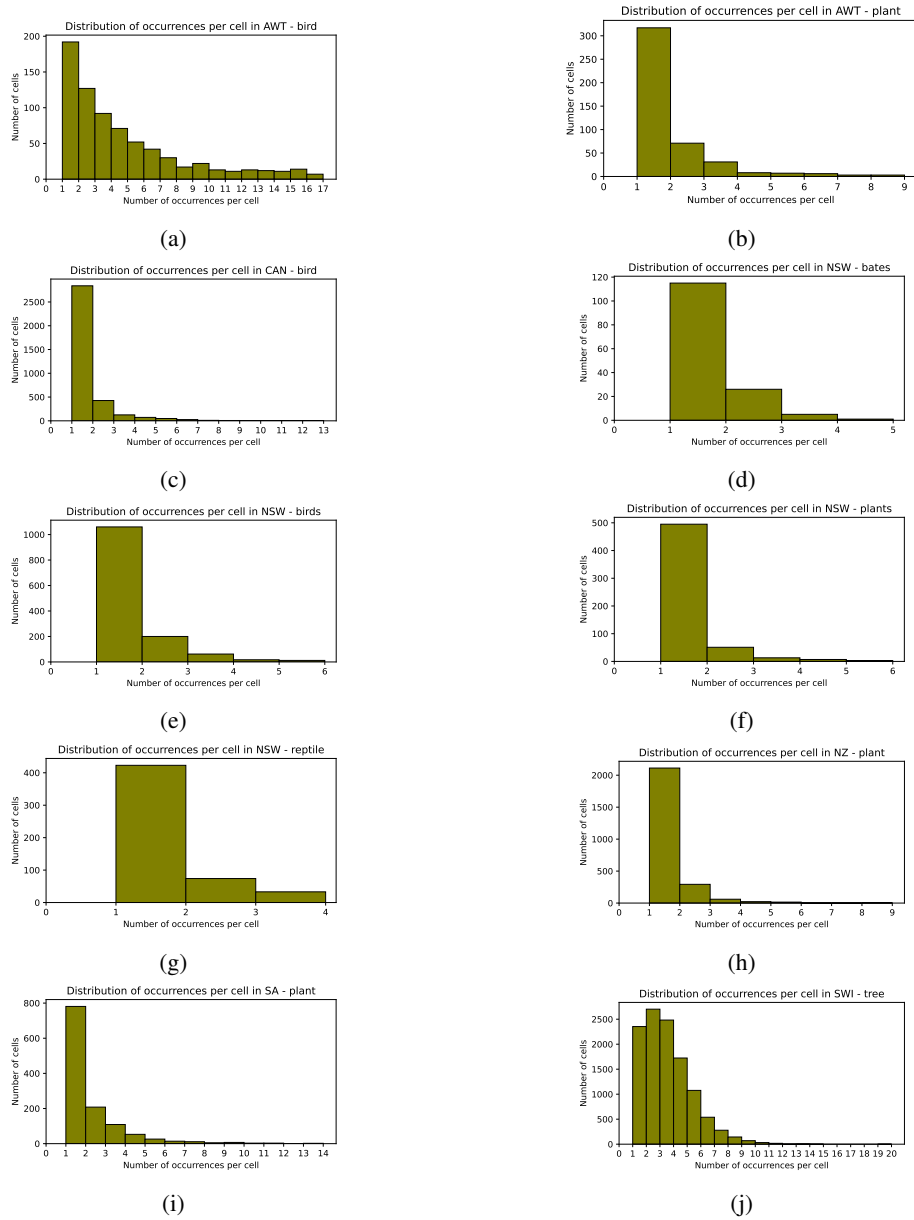 Distribution of occurrences per cell in AWT - bird
Number of cells
200
150
100
50
0
0 1 2 3 4 5 6 7 8 9 10 11 12 13 14 15 16 17
Number of occurrences per cell
(a)
Distribution of occurrences per cell in AWT - plant
Number of cells
300
250
200
150
100
50
0
0 1 2 3 4 5 6 7 8 9
Number of occurrences per cell
(b)
Distribution of occurrences per cell in CAN - bird
Number of cells
2500
2000
1500
1000
500
0
0 1 2 3 4 5 6 7 8 9 10 11 12 13
Number of occurrences per cell
(c)
Distribution of occurrences per cell in NSW - bates
Number of cells
120
100
80
60
40
20
0
0 1 2 3 4 5
Number of occurrences per cell
(d)
Distribution of occurrences per cell in NSW - birds
Number of cells
1000
800
600
400
200
0
0 1 2 3 4 5 6
Number of occurrences per cell
(e)
Distribution of occurrences per cell in NSW - plants
Number of cells
500
400
300
200
100
0
0 1 2 3 4 5 6
Number of occurrences per cell
(f)
Distribution of occurrences per cell in NSW - reptile
Number of cells
400
300
200
100
0
0 1 2 3 4
Number of occurrences per cell
(g)
Distribution of occurrences per cell in NZ - plant
Number of cells
2000
1500
1000
500
0
0 1 2 3 4 5 6 7 8 9
Number of occurrences per cell
(h)
Distribution of occurrences per cell in SA - plant
Number of cells
800
600
400
200
0
0 1 2 3 4 5 6 7 8 9 10 11 12 13 14
Number of occurrences per cell
(i)
Distribution of occurrences per cell in SWI - tree
Number of cells
2500
2000
1500
1000
500
0
0 1 2 3 4 5 6 7 8 9 10 11 12 13 14 15 16 17 18 19 20
Number of occurrences per cell
(j)